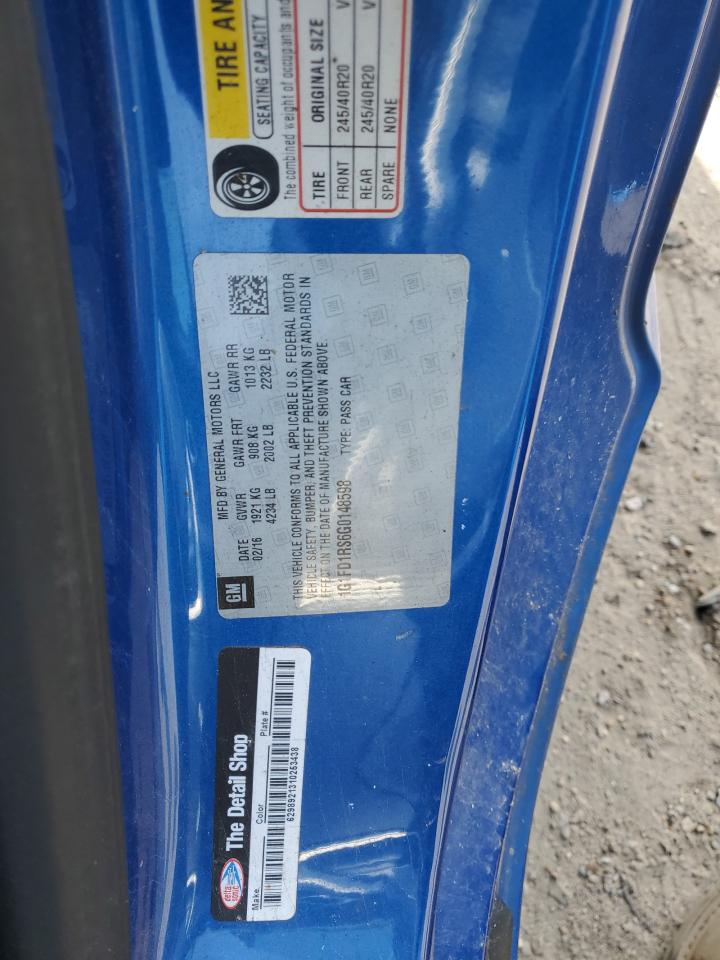 TIRE AN
SEATING CAPACITY
The combined weight of occupants and
TIRE ORIGINAL SIZE
FRONT 245/40R20 V
REAR 245/40R20 V
SPARE NONE
GM
MFD BY GENERAL MOTORS LLC
DATE GVWR GAWR FRT GAWR RR
02/16 1921 KG 908 KG 1013 KG
4234 LB 2002 LB 2232 LB
THIS VEHICLE CONFORMS TO ALL APPLICABLE U.S. FEDERAL MOTOR
VEHICLE SAFETY, BUMPER, AND THEFT PREVENTION STANDARDS IN
EFFECT ON THE DATE OF MANUFACTURE SHOWN ABOVE.
1G1FD1RS6G0148598 TYPE: PASS CAR
delta sonic
The Detail Shop
Make Color Plate #
6298921310263438